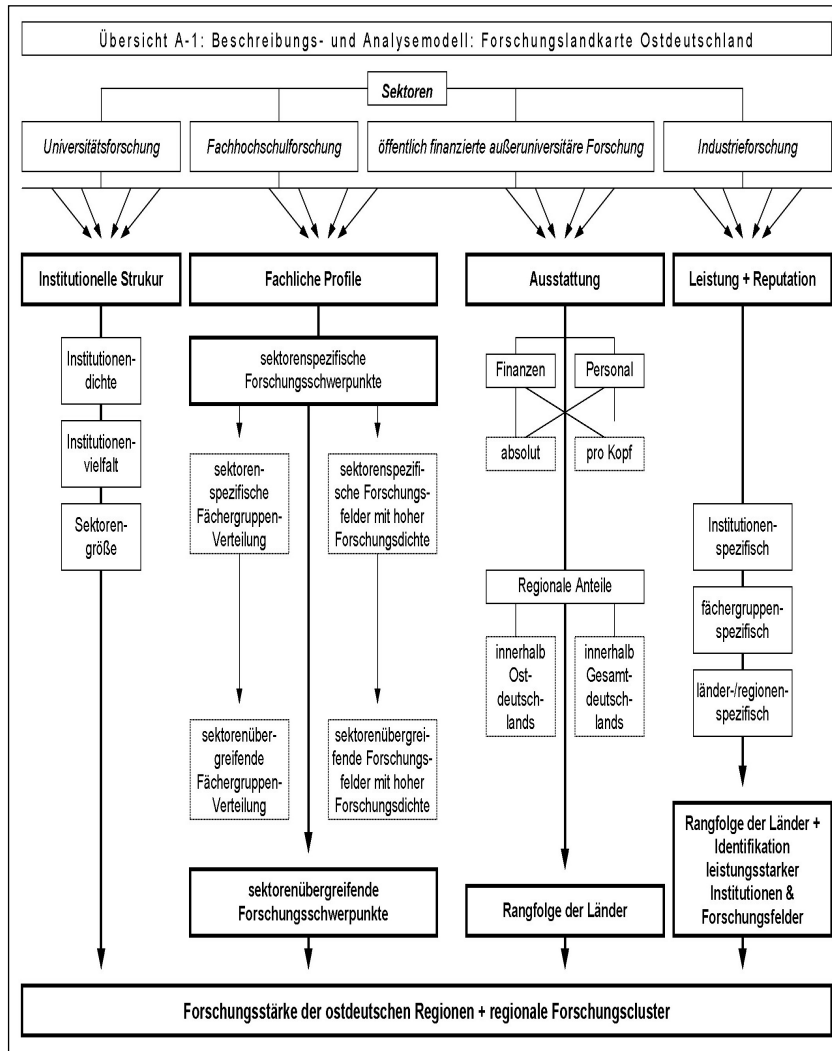 Übersicht A-1: Beschreibungs- und Analysemodell: Forschungslandkarte Ostdeutschland
Sektoren
Universitätsforschung
Fachhochschulforschung
öffentlich finanzierte außeruniversitäre Forschung
Industrieforschung
Institutionelle Strukur
Fachliche Profile
Ausstattung
Leistung + Reputation
Institutionen-
dichte
Institutionen-
vielfalt
Sektoren-
größe
sektorenspezifische
Forschungsschwerpunkte
sektoren-
spezifische
Fächergruppen-
Verteilung
sektorenspezifi-
sche Forschungs-
felder mit hoher
Forschungsdichte
sektorenüber-
greifende
Fächergruppen-
Verteilung
sektorenübergrei-
fende Forschungs-
felder mit hoher
Forschungsdichte
sektorenübergreifende
Forschungsschwerpunkte
Finanzen
Personal
absolut
pro Kopf
Regionale Anteile
innerhalb
Ost-
deutsch-
lands
innerhalb
Gesamt-
deutsch-
lands
Rangfolge der Länder
Institutionen-
spezifisch
fächergruppen-
spezifisch
länder-/regionen-
spezifisch
Rangfolge der Länder +
Identifikation
leistungsstarker
Institutionen &
Forschungsfelder
Forschungsstärke der ostdeutschen Regionen + regionale Forschungscluster